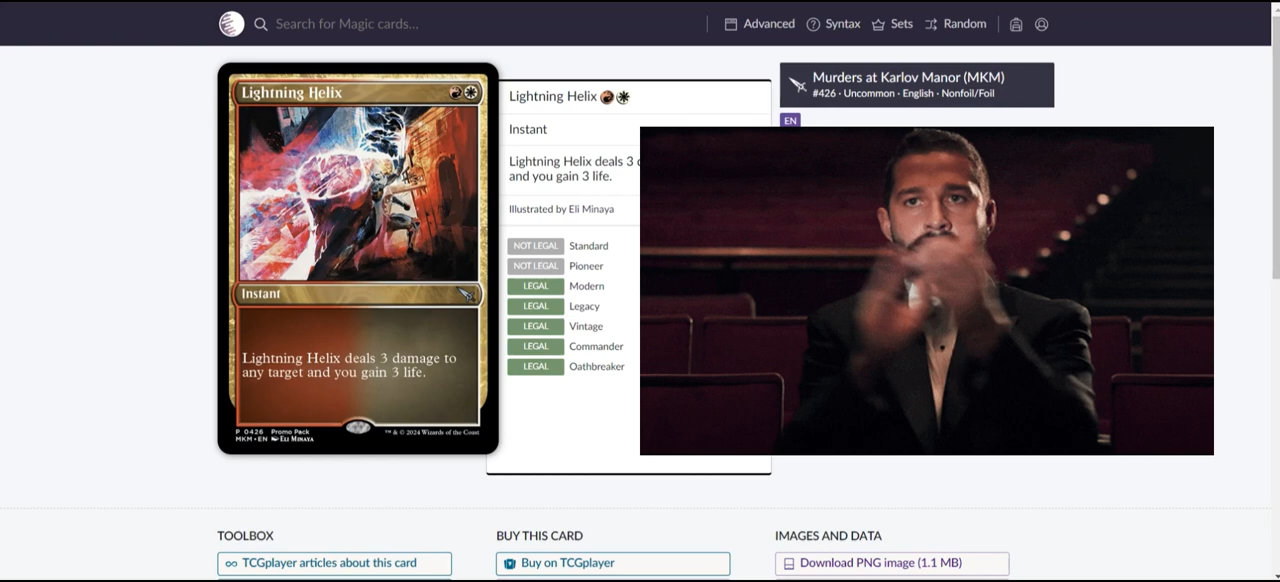 Search for Magic cards...
Advanced
Syntax
Sets
Random
Lightning Helix
Instant
Lightning Helix deals 3 damage to
any target and you gain 3 life.
P 0426 Promo Pack
MKM • EN Eli Minaya
™ & © 2024 Wizards of the Coast
Lightning Helix
Instant
Lightning Helix deals 3
and you gain 3 life.
Illustrated by Eli Minaya
NOT LEGAL Standard
NOT LEGAL Pioneer
LEGAL Modern
LEGAL Legacy
LEGAL Vintage
LEGAL Commander
LEGAL Oathbreaker
Murders at Karlov Manor (MKM)
#426 · Uncommon · English · Nonfoil/Foil
EN
TOOLBOX
TCGplayer articles about this card
BUY THIS CARD
Buy on TCGplayer
IMAGES AND DATA
Download PNG image (1.1 MB)